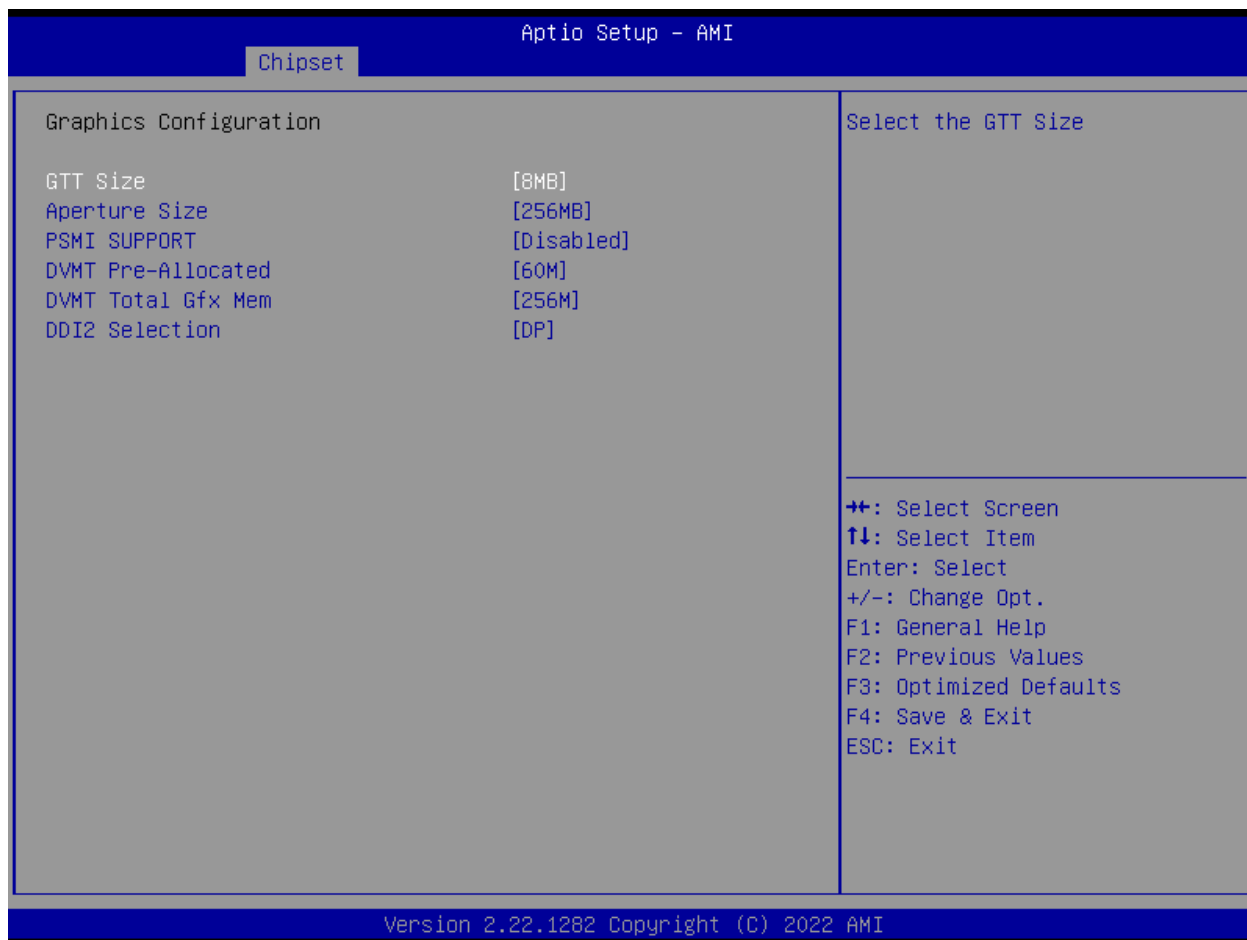 Aptio Setup – AMI
Chipset
Graphics Configuration
GTT Size [8MB]
Aperture Size [256MB]
PSMI SUPPORT [Disabled]
DVMT Pre-Allocated [60M]
DVMT Total Gfx Mem [256M]
DDI2 Selection [DP]
Select the GTT Size
→←: Select Screen
↑↓: Select Item
Enter: Select
+/-: Change Opt.
F1: General Help
F2: Previous Values
F3: Optimized Defaults
F4: Save & Exit
ESC: Exit
Version 2.22.1282 Copyright (C) 2022 AMI